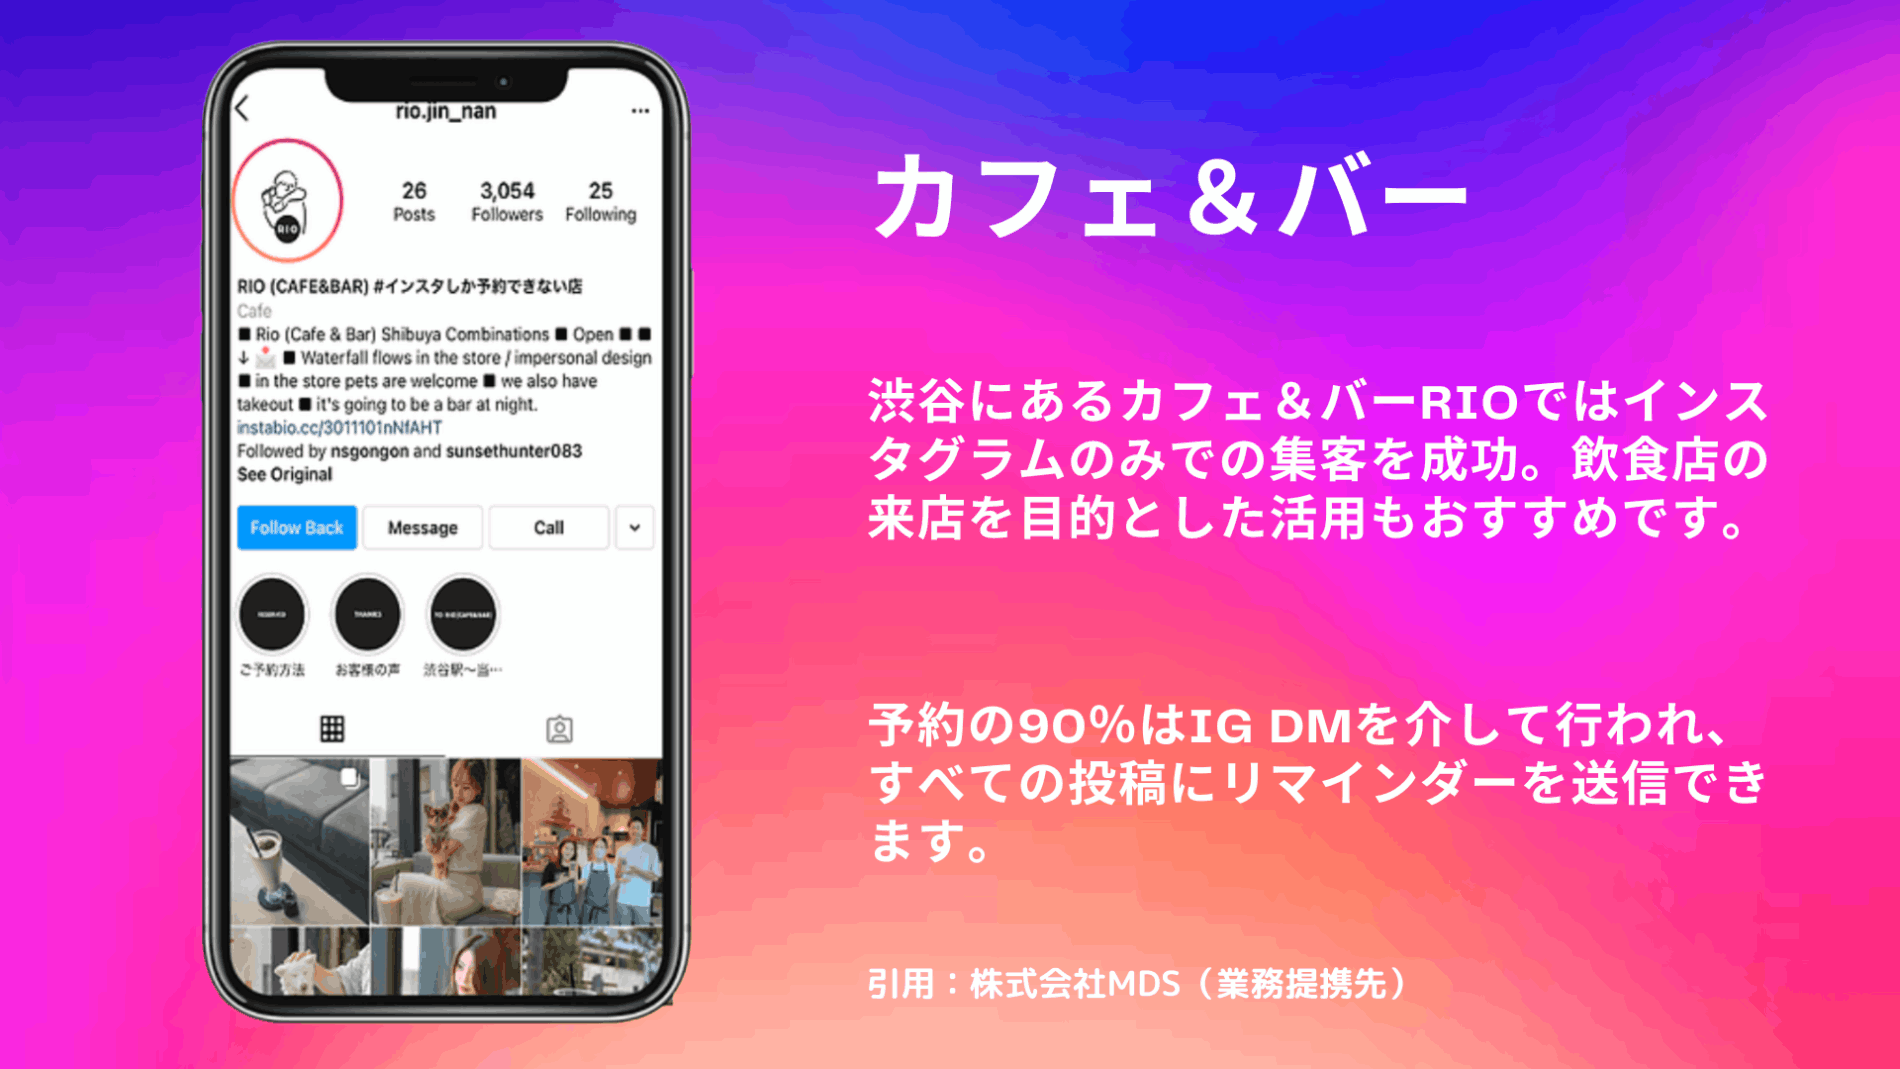 rio.jin_nan
RIO
26
3,054
25
Posts
Followers
Following
RIO (CAFE&BAR) #インスタしか予約できない店
Cafe
■ Rio (Cafe & Bar) Shibuya Combinations ■ Open ■ ■
↓ 📩 ■ Waterfall flows in the store / impersonal design
■ in the store pets are welcome ■ we also have
takeout ■ it's going to be a bar at night.
instabio.cc/3011101nNfAHT
Followed by nsgongon and sunsethunter083
See Original
Follow Back
Message
Call
THANKS
ご予約方法
お客様の声
渋谷駅〜当…
カフェ＆バー
渋谷にあるカフェ＆バーRIOではインス
タグラムのみでの集客を成功。飲食店の
来店を目的とした活用もおすすめです。
予約の90%はIG DMを介して行われ、
すべての投稿にリマインダーを送信でき
ます。
引用：株式会社MDS（業務提携先）